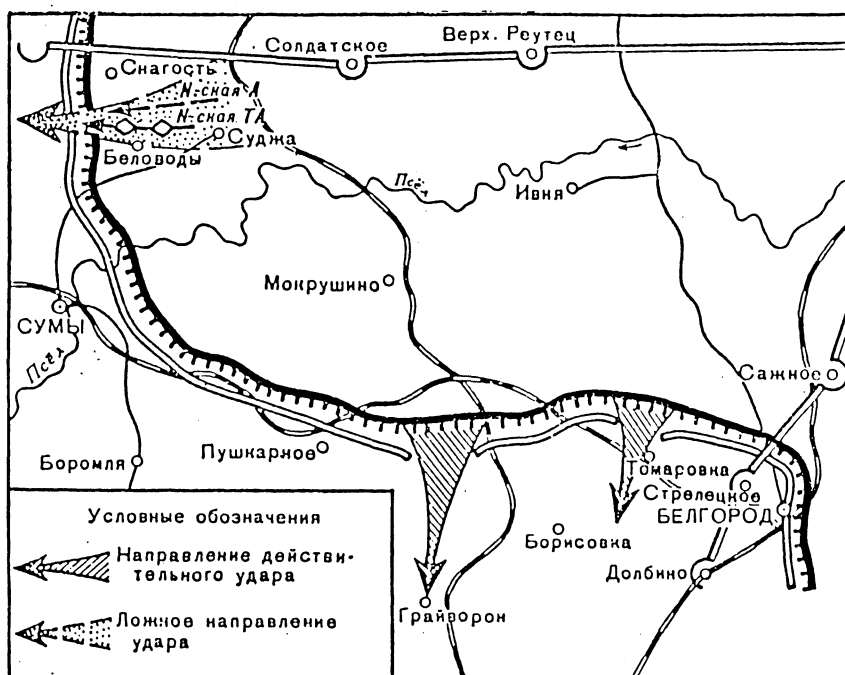 Солдатское
Верх. Реутец
Снагость
N-ская А
N-ская ТА
Суджа
Беловоды
Псёл
Ивня
Мокрушино
СУМЫ
Псёл
Сажное
Пушкарное
Боромля
Томаровка
Стрелецкое
БЕЛГОРОД
Борисовка
Долбино
Грайворон
Условные обозначения
Направление действи-
тельного удара
Ложное направление
удара